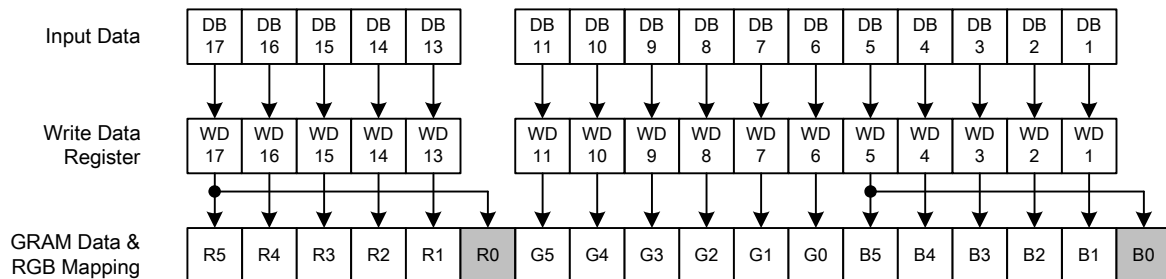 Input Data
DB DB DB DB DB DB DB DB DB DB DB DB DB DB DB DB
17 16 15 14 13 11 10 9 8 7 6 5 4 3 2 1
Write Data
Register
WD WD WD WD WD WD WD WD WD WD WD WD WD WD WD WD
17 16 15 14 13 11 10 9 8 7 6 5 4 3 2 1
GRAM Data &
RGB Mapping
R5 R4 R3 R2 R1 R0 G5 G4 G3 G2 G1 G0 B5 B4 B3 B2 B1 B0